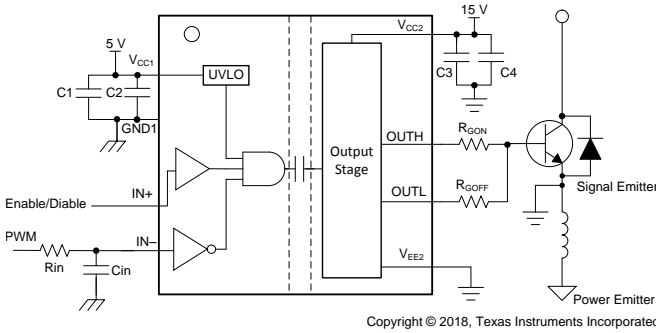 15 V
5 V
VCC1
VCC2
UVLO
C1
C2
C3
C4
GND1
OUTH
RGON
Output
Stage
IN+
Enable/Diable
OUTL
RGOFF
Signal Emitter
PWM
IN–
Rin
Cin
VEE2
Power Emitter
Copyright © 2018, Texas Instruments Incorporated